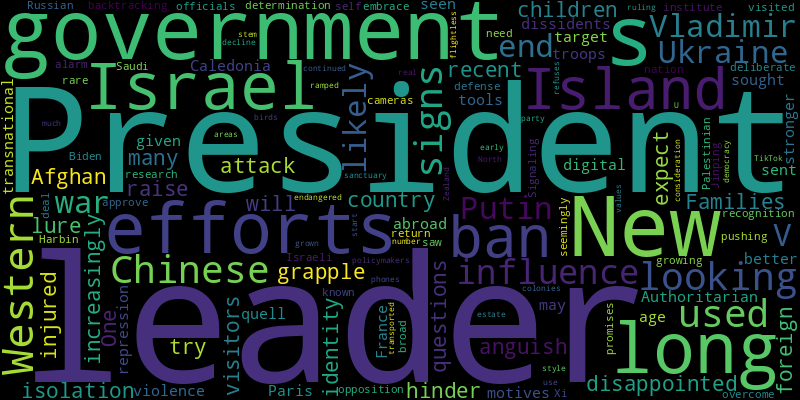 Russian backtracking officials determination self embrace seen children ruling institute visited
government s Vladimir
dissidents need flightless stem decline
alarm Saudi Caledonia end target Ukraine
rare Israel cameras recent troops nation deliberate
transnational President likely signs defense tools Island sought stronger
continued refuses real ramped
much areas birds party U
Biden given many research attack country digital expect consideration Palestinian jumping democracy TikTok sent
Afghan raise sanctuary early North Signaling
approve deal war efforts will endangered Zealand Putin New Families values recognition
lure abroad ban seemingly pushing V
Harbin return number saw start
Western Chinese Israeli grown policymakers growing better
increasingly grapple influence looking
injured One leader known phones colonies Authoritarian
repression visitors quell identity France transported broad questions estate may age used foreign
try anguish promises long
isolation violence Paris opposition hinder motives style use Xi disappointed overcome